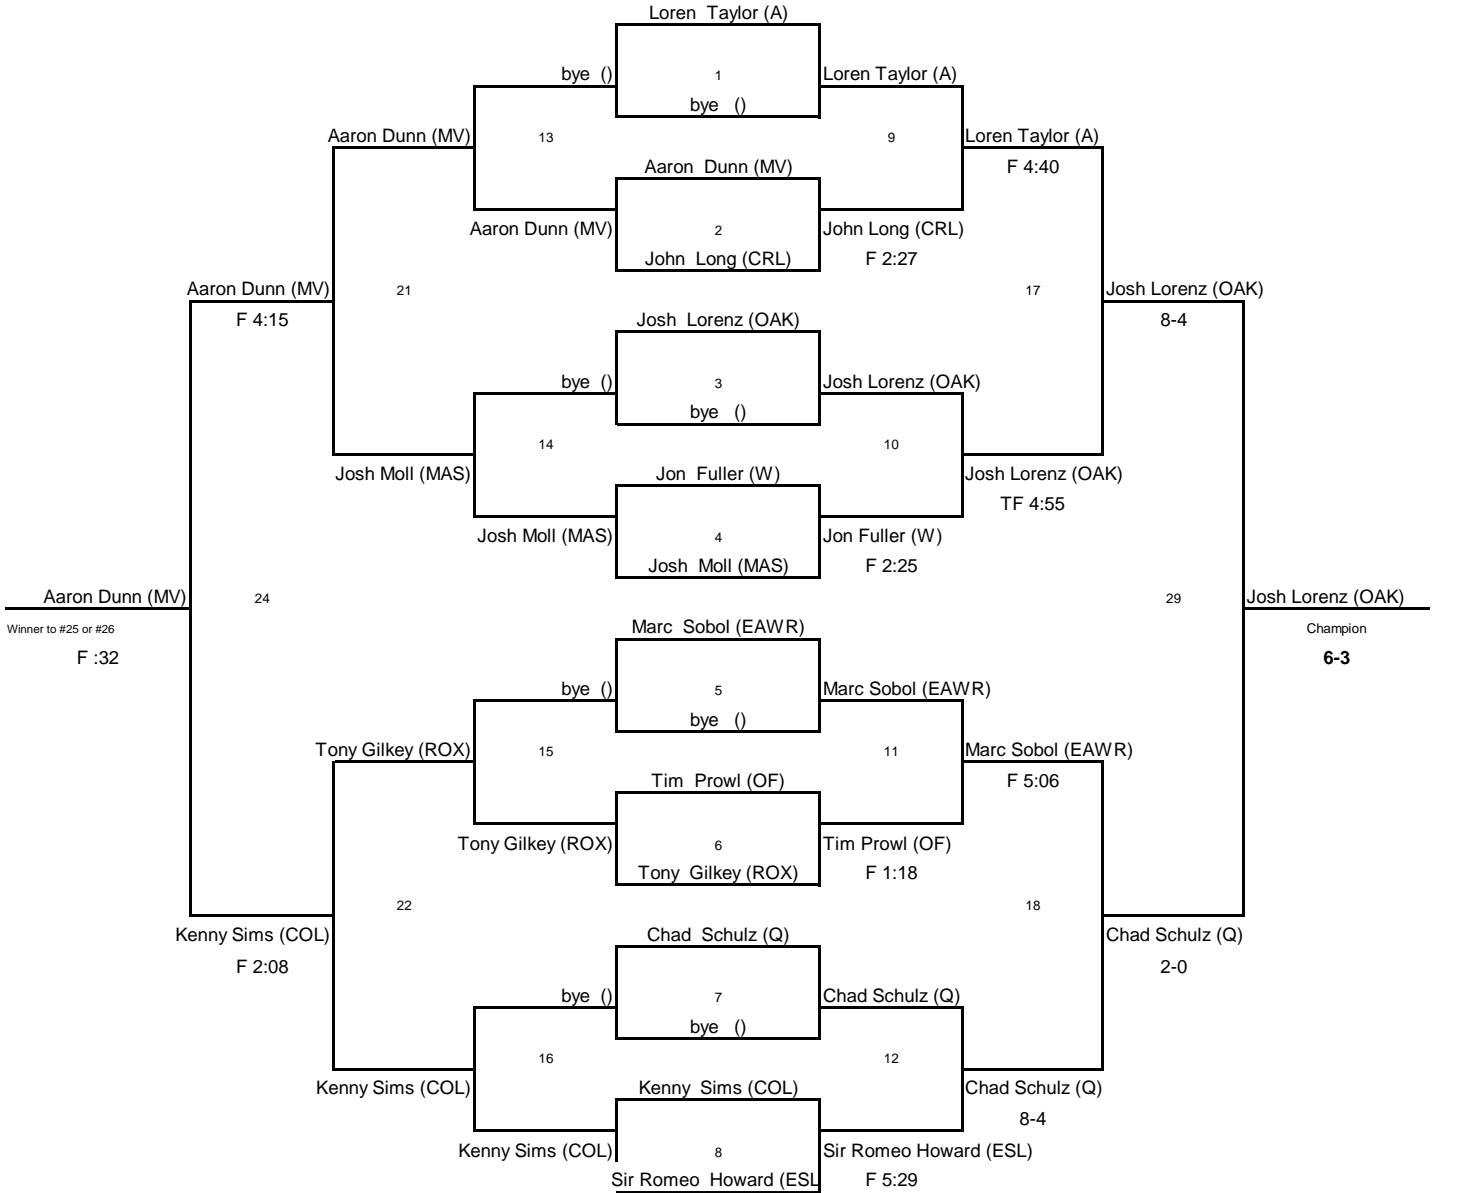 Loren Taylor (A)
bye ()
1
Loren Taylor (A)
bye ()
Aaron Dunn (MV)
13
9
Loren Taylor (A)
Aaron Dunn (MV)
F 4:40
Aaron Dunn (MV)
2
John Long (CRL)
John Long (CRL)
F 2:27
Aaron Dunn (MV)
21
17
Josh Lorenz (OAK)
F 4:15
Josh Lorenz (OAK)
8-4
bye ()
3
Josh Lorenz (OAK)
bye ()
14
10
Josh Moll (MAS)
Jon Fuller (W)
Josh Lorenz (OAK)
TF 4:55
Josh Moll (MAS)
4
Jon Fuller (W)
Josh Moll (MAS)
F 2:25
Aaron Dunn (MV)
24
29
Josh Lorenz (OAK)
Winner to #25 or #26
Marc Sobol (EAWR)
Champion
F :32
6-3
bye ()
5
Marc Sobol (EAWR)
bye ()
Tony Gilkey (ROX)
15
11
Marc Sobol (EAWR)
Tim Prowl (OF)
F 5:06
Tony Gilkey (ROX)
6
Tim Prowl (OF)
Tony Gilkey (ROX)
F 1:18
22
18
Kenny Sims (COL)
Chad Schulz (Q)
Chad Schulz (Q)
F 2:08
2-0
bye ()
7
Chad Schulz (Q)
bye ()
16
12
Kenny Sims (COL)
Kenny Sims (COL)
Chad Schulz (Q)
8-4
Kenny Sims (COL)
8
Sir Romeo Howard (ESL)
Sir Romeo Howard (ESL
F 5:29